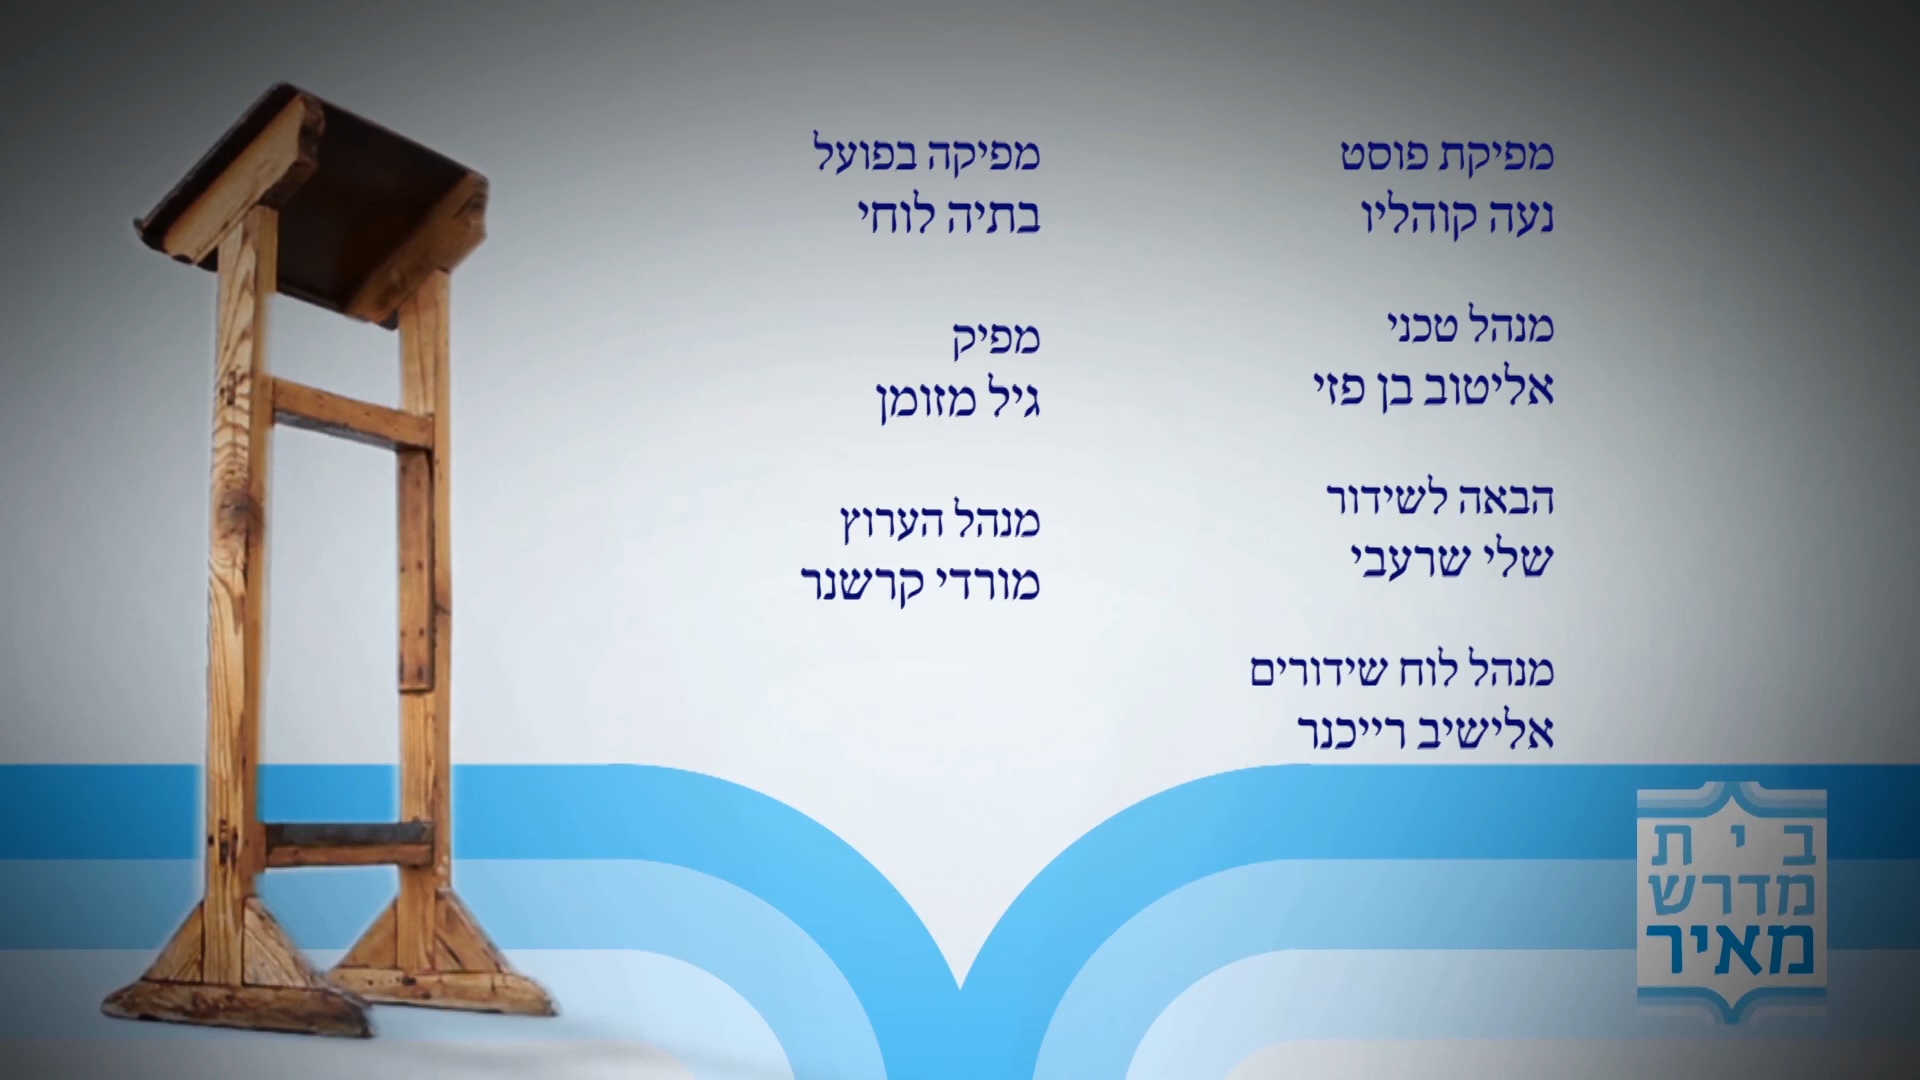 מפיקת פוסט
נעה קוהליו
מנהל טכני
אליטוב בן פזי
הבאה לשידור
שלי שרעבי
מנהל לוח שידורים
אלישיב רייכנר
מפיקה בפועל
בתיה לוחי
מפיק
גיל מזומן
מנהל הערוץ
מורדי קרשנר
בית
מדרש
מאיר